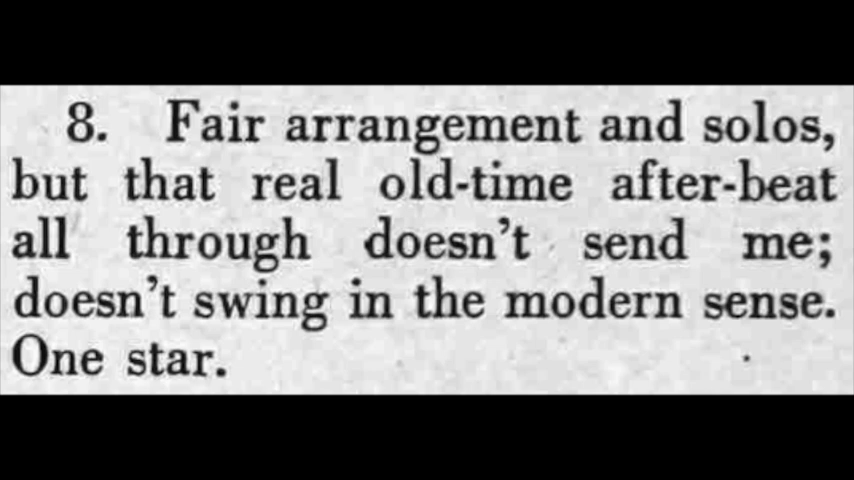 8. Fair arrangement and solos,
but that real old-time after-beat
all through doesn't send me;
doesn't swing in the modern sense.
One star.